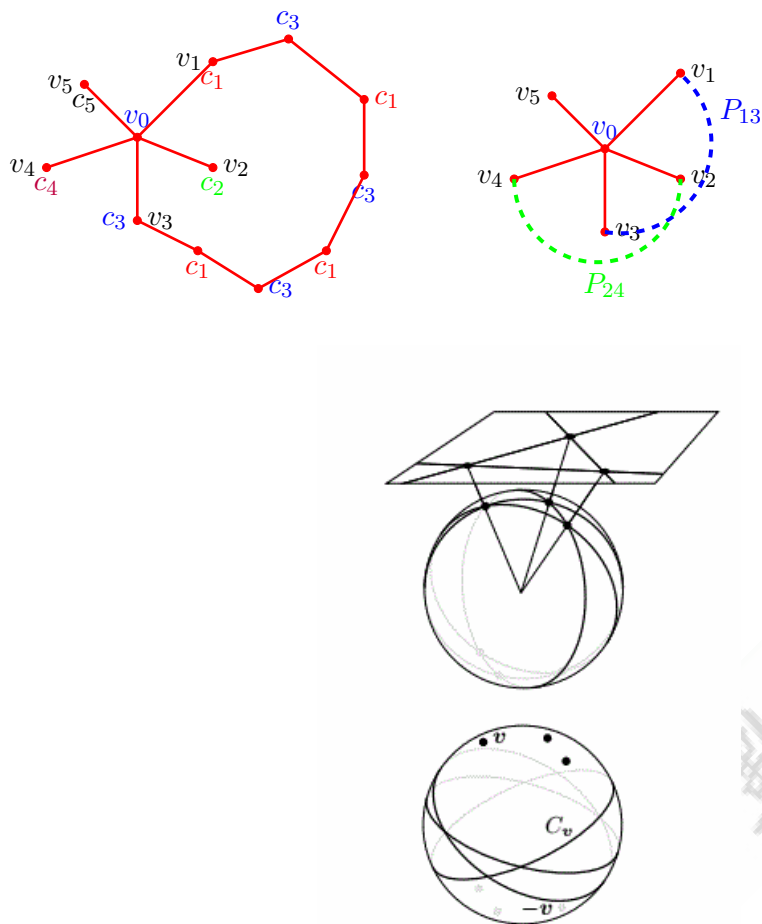 c₃
v₁
c₁
v₅
c₅
c₁
v₀
v₄
c₄
v₂
c₂
c₃
c₃
v₃
c₁
c₁
c₃
v₁
P₁₃
v₅
v₀
v₄
v₂
v₃
P₂₄
v
Cᵥ
-v